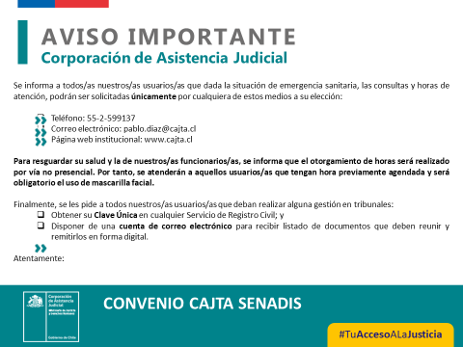 AVISO IMPORTANTE
Corporación de Asistencia Judicial
Se informa a todos/as nuestros/as usuarios/as que dada la situación de emergencia sanitaria, las consultas y horas de
atención, podrán ser solicitadas únicamente por cualquiera de estos medios a su elección:
Teléfono: 55-2-599137
Correo electrónico: pablo.diaz@cajta.cl
Página web institucional: www.cajta.cl
Para resguardar su salud y la de nuestros/as funcionarios/as, se informa que el otorgamiento de horas será realizado
por vía no presencial. Por tanto, se atenderán a aquellos usuarios/as que tengan hora previamente agendada y será
obligatorio el uso de mascarilla facial.
Finalmente, se les pide a todos nuestros/as usuarios/as que deban realizar alguna gestión en tribunales:
Obtener su Clave Única en cualquier Servicio de Registro Civil; y
Disponer de una cuenta de correo electrónico para recibir listado de documentos que deben reunir y
remitirlos en forma digital.
Atentamente:
Corporación
de Asistencia
Judicial
Gobierno de Chile
CONVENIO CAJTA SENADIS
#TuAccesoALaJusticia